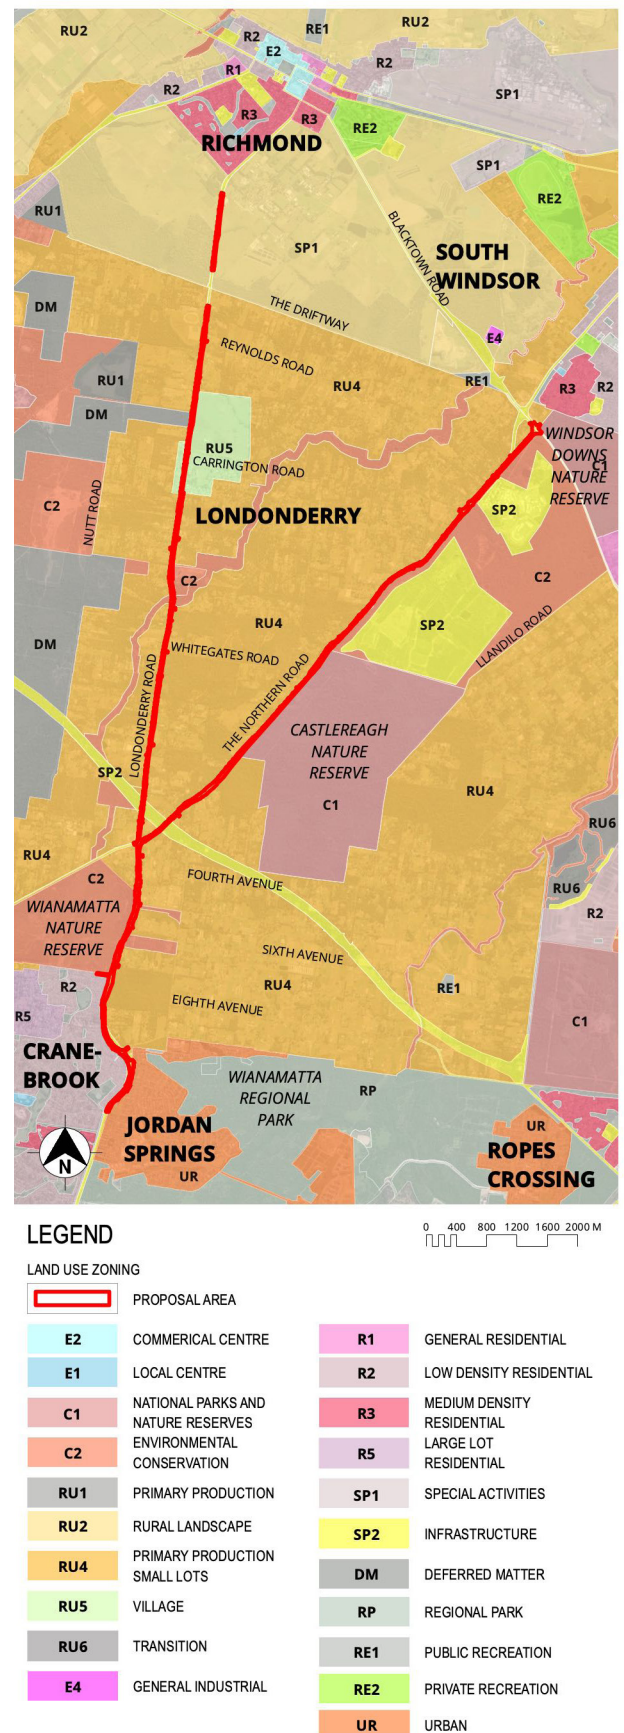 RU2
RE1
RU2
R2
E2
R1
R2
R2
SP1
R3
R3
RE2
RICHMOND
SP1
RE2
RU1
BLACKTOWN ROAD
SP1
SOUTH
WINDSOR
DM
THE DRIFTWAY
E4
REYNOLDS ROAD
RU1
RU4
RE1
R3
R2
DM
WINDSOR
DOWNS
NATURE
RESERVE
C1
RU5
CARRINGTON ROAD
C2
NUTT ROAD
LONDONDERRY
SP2
C2
C2
RU4
SP2
LLANDILO ROAD
DM
WHITEGATES ROAD
LONDONDERRY ROAD
THE NORTHERN ROAD
CASTLEREAGH
NATURE
RESERVE
C1
SP2
RU4
RU6
RU4
C2
FOURTH AVENUE
RU6
R2
WIANAMATTA
NATURE
RESERVE
SIXTH AVENUE
R2
RU4
RE1
EIGHTH AVENUE
R5
C1
CRANE-
BROOK
WIANAMATTA
REGIONAL
PARK
RP
JORDAN
SPRINGS
UR
UR
ROPES
CROSSING
N
LEGEND
0 400 800 1200 1600 2000 M
LAND USE ZONING
PROPOSAL AREA
E2 COMMERICAL CENTRE
E1 LOCAL CENTRE
C1 NATIONAL PARKS AND
NATURE RESERVES
C2 ENVIRONMENTAL
CONSERVATION
RU1 PRIMARY PRODUCTION
RU2 RURAL LANDSCAPE
RU4 PRIMARY PRODUCTION
SMALL LOTS
RU5 VILLAGE
RU6 TRANSITION
E4 GENERAL INDUSTRIAL
R1 GENERAL RESIDENTIAL
R2 LOW DENSITY RESIDENTIAL
R3 MEDIUM DENSITY
RESIDENTIAL
R5 LARGE LOT
RESIDENTIAL
SP1 SPECIAL ACTIVITIES
SP2 INFRASTRUCTURE
DM DEFERRED MATTER
RP REGIONAL PARK
RE1 PUBLIC RECREATION
RE2 PRIVATE RECREATION
UR URBAN